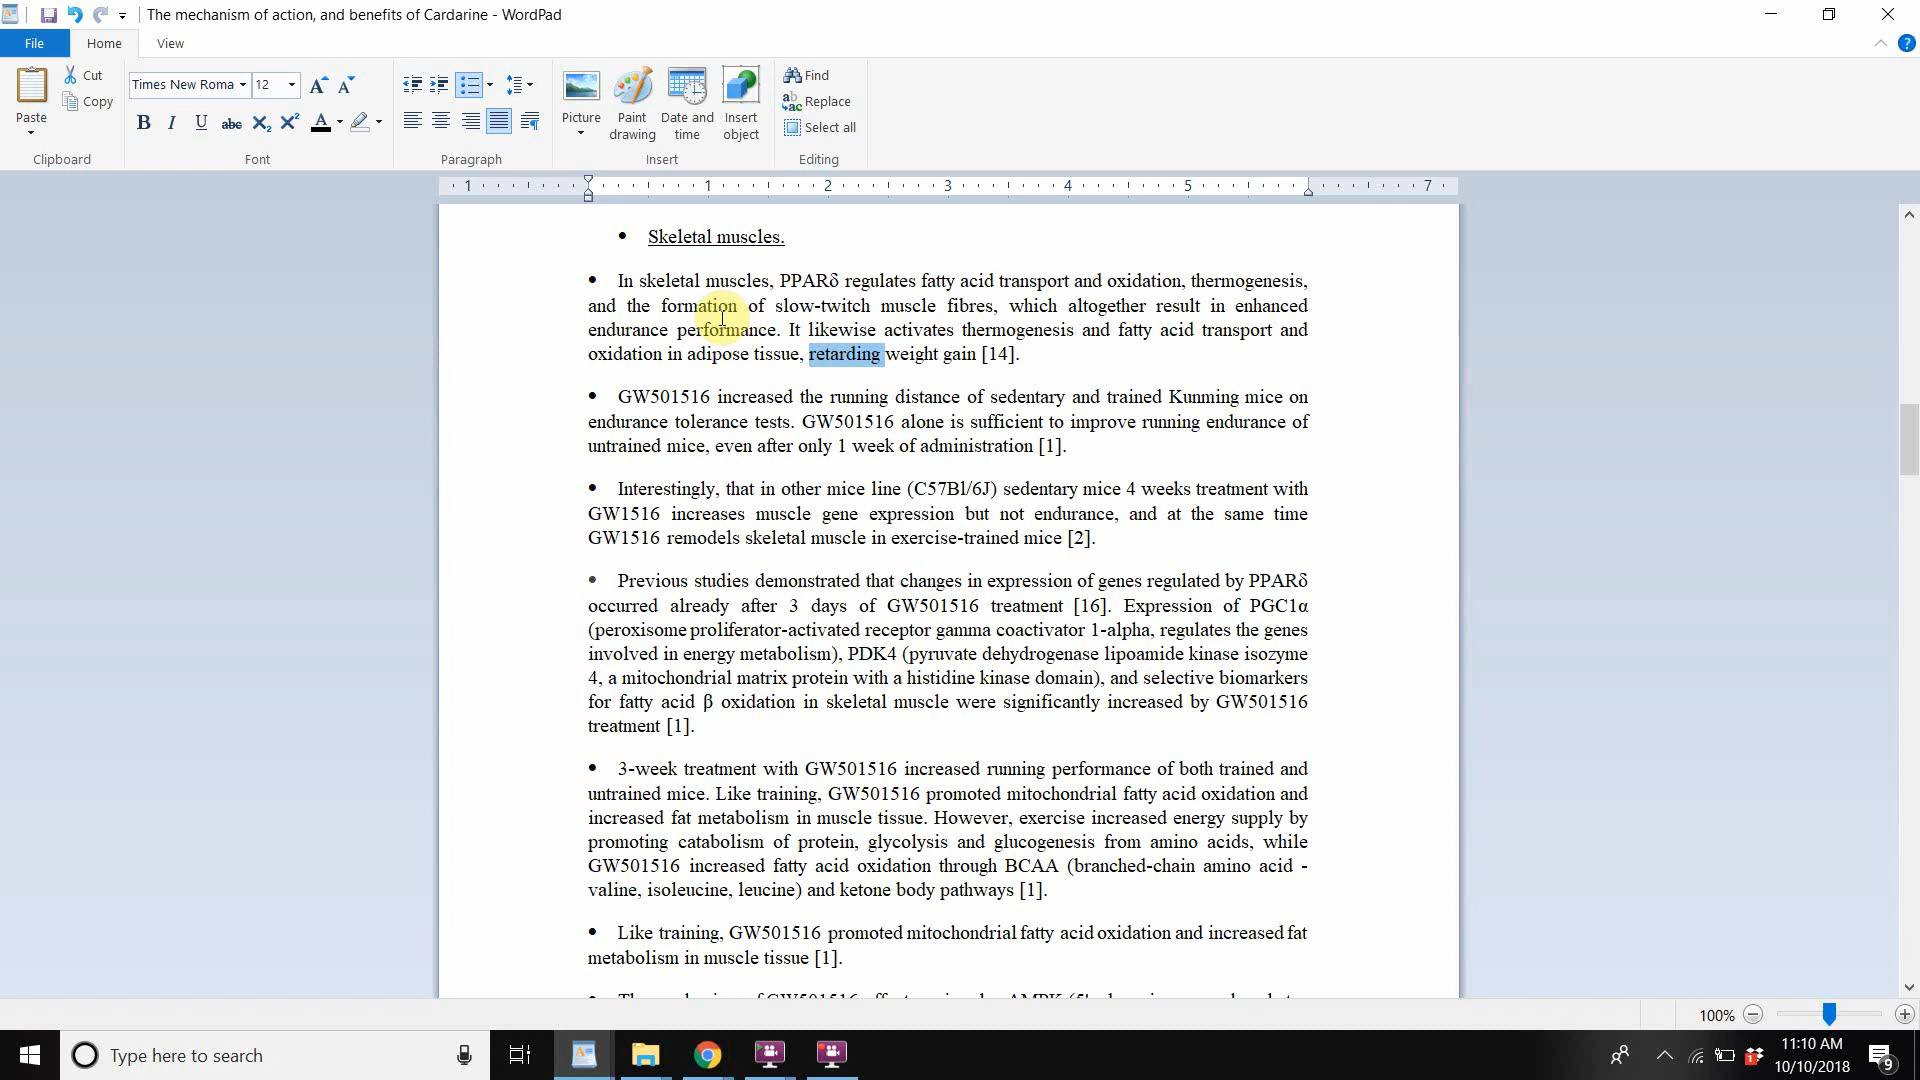 The mechanism of action, and benefits of Cardarine - WordPad
File Home View
Paste
Cut
Copy
Clipboard
Times New Roma 12
B I U abc X₂ X² A
Font
Paragraph
Picture
Paint drawing
Date and time
Insert object
Insert
Find
Replace
Select all
Editing
1 1 2 3 4 5 7
• Skeletal muscles.
• In skeletal muscles, PPARδ regulates fatty acid transport and oxidation, thermogenesis,
and the formation of slow-twitch muscle fibres, which altogether result in enhanced
endurance performance. It likewise activates thermogenesis and fatty acid transport and
oxidation in adipose tissue, retarding weight gain [14].
• GW501516 increased the running distance of sedentary and trained Kunming mice on
endurance tolerance tests. GW501516 alone is sufficient to improve running endurance of
untrained mice, even after only 1 week of administration [1].
• Interestingly, that in other mice line (C57Bl/6J) sedentary mice 4 weeks treatment with
GW1516 increases muscle gene expression but not endurance, and at the same time
GW1516 remodels skeletal muscle in exercise-trained mice [2].
• Previous studies demonstrated that changes in expression of genes regulated by PPARδ
occurred already after 3 days of GW501516 treatment [16]. Expression of PGC1α
(peroxisome proliferator-activated receptor gamma coactivator 1-alpha, regulates the genes
involved in energy metabolism), PDK4 (pyruvate dehydrogenase lipoamide kinase isozyme
4, a mitochondrial matrix protein with a histidine kinase domain), and selective biomarkers
for fatty acid β oxidation in skeletal muscle were significantly increased by GW501516
treatment [1].
• 3-week treatment with GW501516 increased running performance of both trained and
untrained mice. Like training, GW501516 promoted mitochondrial fatty acid oxidation and
increased fat metabolism in muscle tissue. However, exercise increased energy supply by
promoting catabolism of protein, glycolysis and glucogenesis from amino acids, while
GW501516 increased fatty acid oxidation through BCAA (branched-chain amino acid -
valine, isoleucine, leucine) and ketone body pathways [1].
• Like training, GW501516 promoted mitochondrial fatty acid oxidation and increased fat
metabolism in muscle tissue [1].
100%
Type here to search
11:10 AM
10/10/2018
9